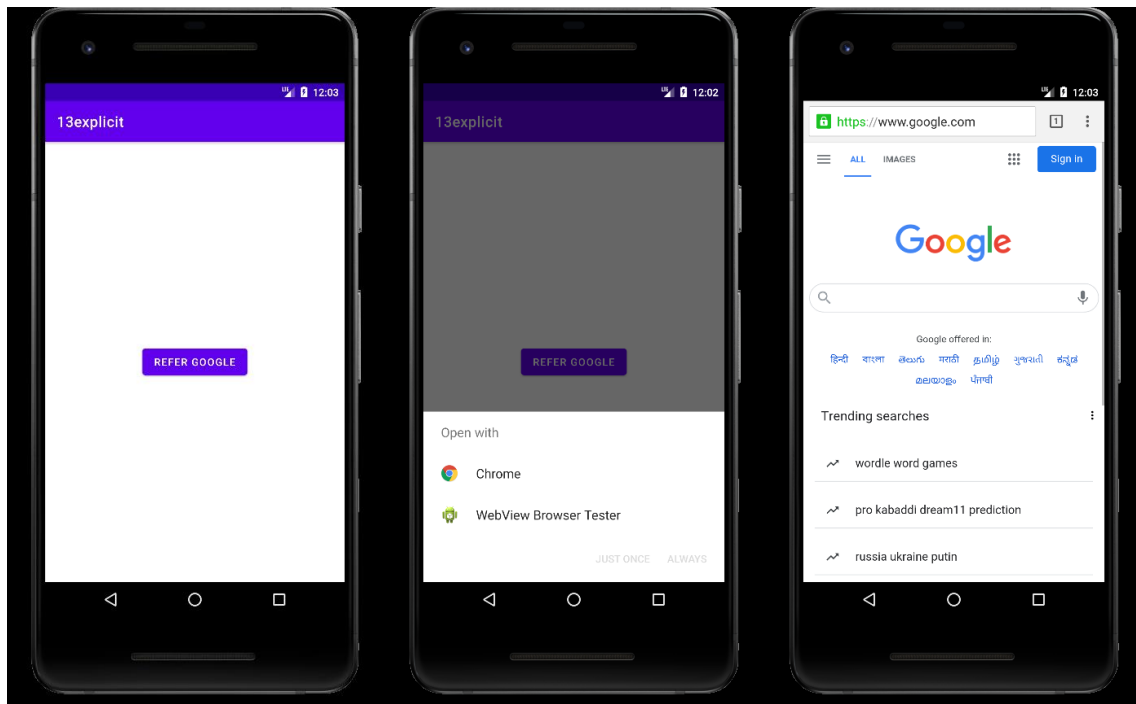 12:03
13explicit
REFER GOOGLE
12:02
13explicit
REFER GOOGLE
Open with
Chrome
WebView Browser Tester
JUST ONCE ALWAYS
12:03
https://www.google.com 1
ALL IMAGES Sign in
Google
Google offered in:
हिन्दी বাংলা తెలుగు मराठी தமிழ் ગુજરાતી ಕನ್ನಡ
മലയാളം ਪੰਜਾਬੀ
Trending searches
wordle word games
pro kabaddi dream11 prediction
russia ukraine putin